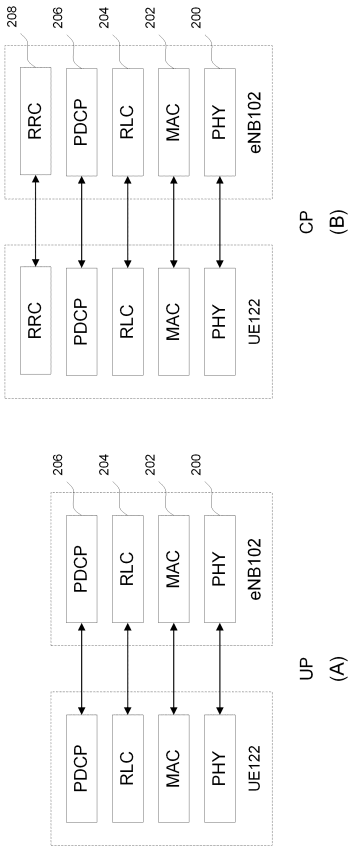 206
204
202
200
PDCP
PDCP
RLC
RLC
MAC
MAC
PHY
PHY
UE122
eNB102
UP
(A)
208
206
204
202
200
RRC
RRC
PDCP
PDCP
RLC
RLC
MAC
MAC
PHY
PHY
UE122
eNB102
CP
(B)